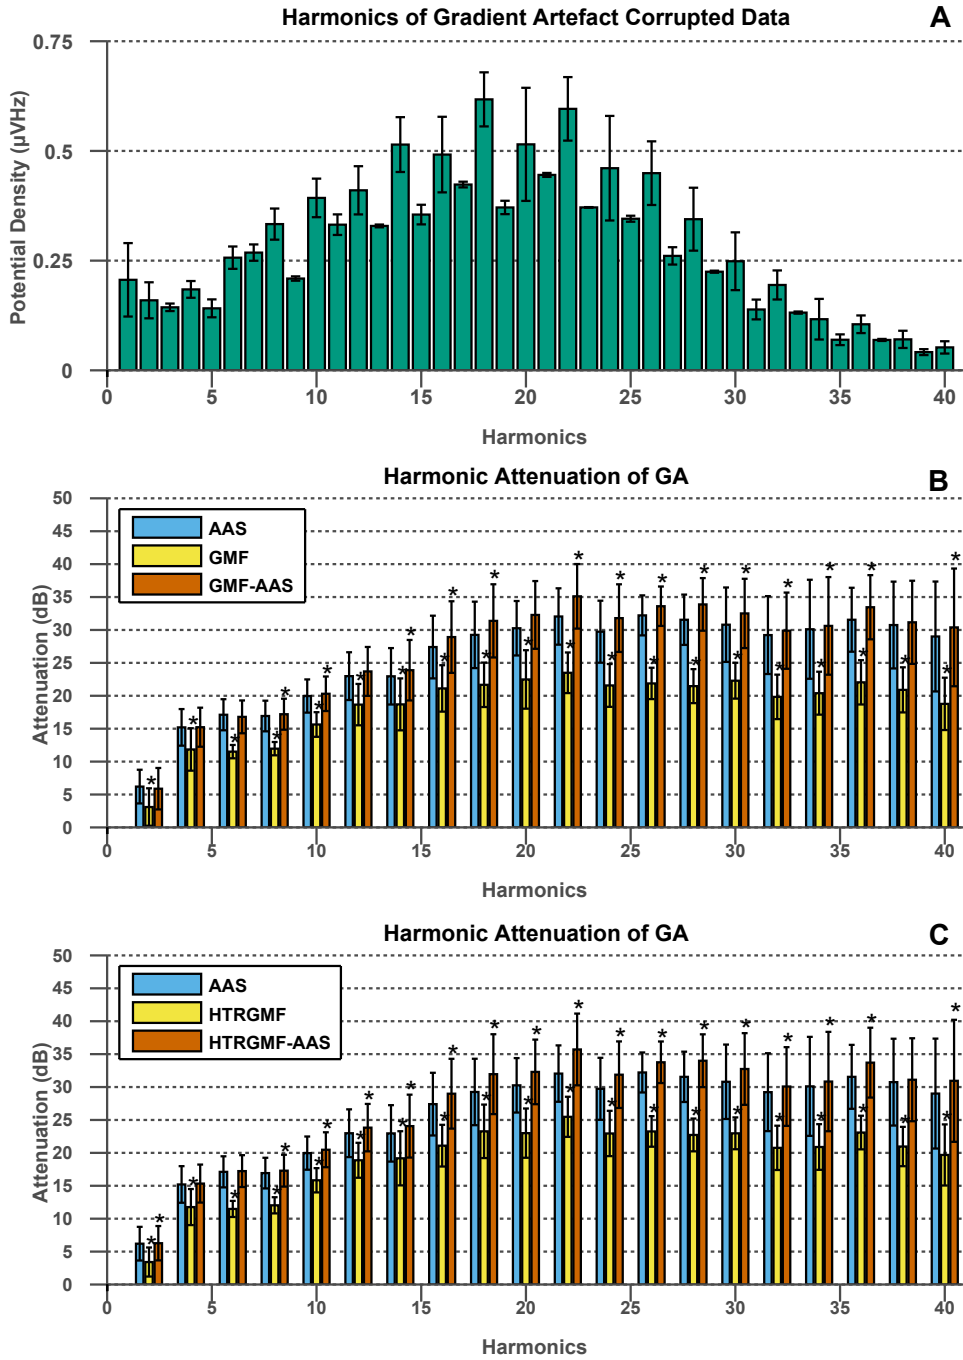 Harmonics of Gradient Artefact Corrupted Data
A
Potential Density (μVHz)
0.75
0.5
0.25
0
0 5 10 15 20 25 30 35 40
Harmonics
Harmonic Attenuation of GA
B
Attenuation (dB)
50
45
40
35
30
25
20
15
10
5
0
AAS
GMF
GMF-AAS
0 5 10 15 20 25 30 35 40
Harmonics
Harmonic Attenuation of GA
C
Attenuation (dB)
50
45
40
35
30
25
20
15
10
5
0
AAS
HTRGMF
HTRGMF-AAS
0 5 10 15 20 25 30 35 40
Harmonics